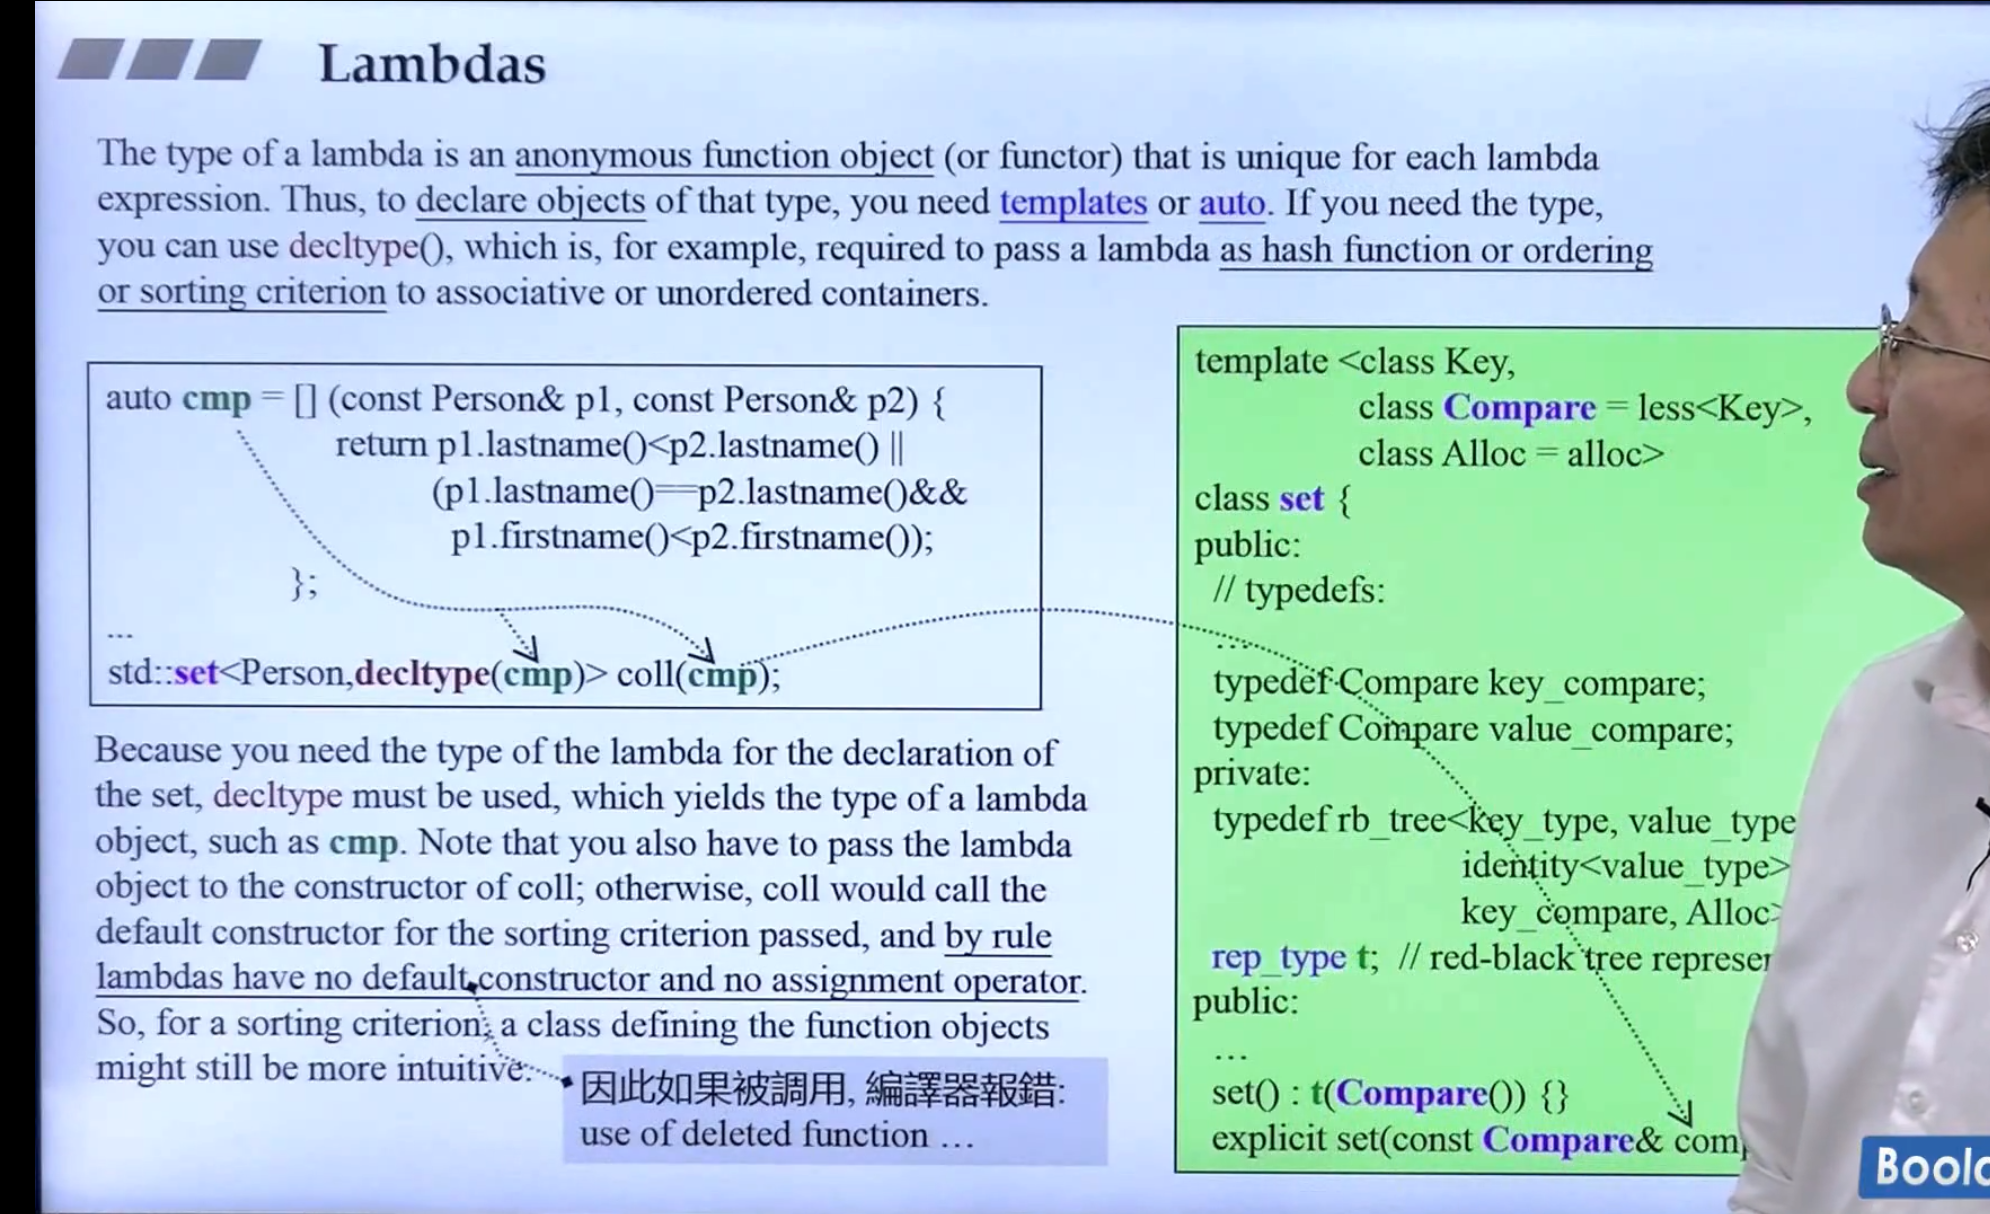 Lambdas
The type of a lambda is an anonymous function object (or functor) that is unique for each lambda
expression. Thus, to declare objects of that type, you need templates or auto. If you need the type,
you can use decltype(), which is, for example, required to pass a lambda as hash function or ordering
or sorting criterion to associative or unordered containers.
auto cmp = [] (const Person& p1, const Person& p2) {
return p1.lastname()<p2.lastname() ||
(p1.lastname()==p2.lastname()&&
p1.firstname()<p2.firstname());
};
...
std::set<Person,decltype(cmp)> coll(cmp);
Because you need the type of the lambda for the declaration of
the set, decltype must be used, which yields the type of a lambda
object, such as cmp. Note that you also have to pass the lambda
object to the constructor of coll; otherwise, coll would call the
default constructor for the sorting criterion passed, and by rule
lambdas have no default constructor and no assignment operator.
So, for a sorting criterion, a class defining the function objects
might still be more intuitive.
因此如果被調用, 編譯器報錯:
use of deleted function ...
template <class Key,
class Compare = less<Key>,
class Alloc = alloc>
class set {
public:
// typedefs:
...
typedef Compare key_compare;
typedef Compare value_compare;
private:
typedef rb_tree<key_type, value_type
identity<value_type>
key_compare, Alloc>
rep_type t; // red-black tree
public:
...
set() : t(Compare()) {}
explicit set(const Compare&